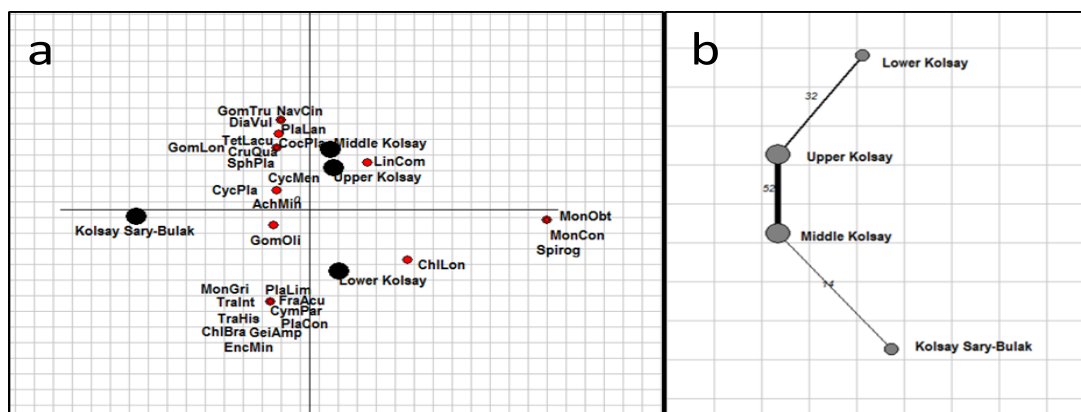 a
GomTru NavCin
DiaVul
PlaLan
TetLacu CocPla Middle Kolsay
GomLon
CruQua
LinCom
SphPla
CycMen Upper Kolsay
CycPla
AchMin
0
Kolsay Sary-Bulak
GomOli
MonObt
MonCon
Spirog
ChlLon
Lower Kolsay
MonGri PlaLim
TraInt FraAcu
CymPar
TraHis
PlaCon
ChlBra GeiAmp
EncMin
b
Lower Kolsay
32
Upper Kolsay
52
Middle Kolsay
14
Kolsay Sary-Bulak